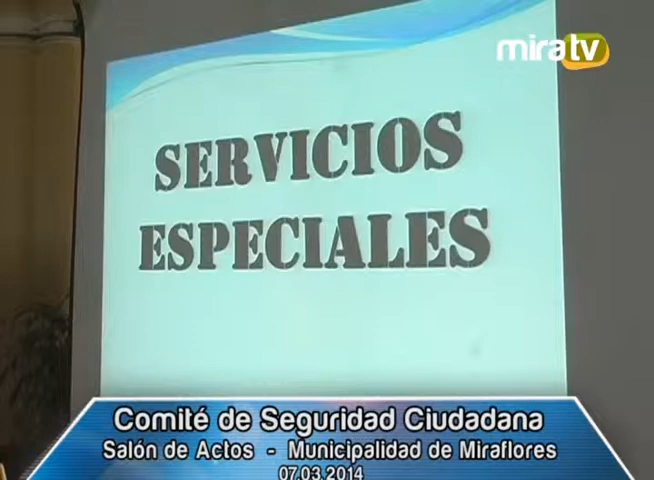 miratv
SERVICIOS
ESPECIALES
Comité de Seguridad Ciudadana
Salón de Actos - Municipalidad de Miraflores
07.03.2014